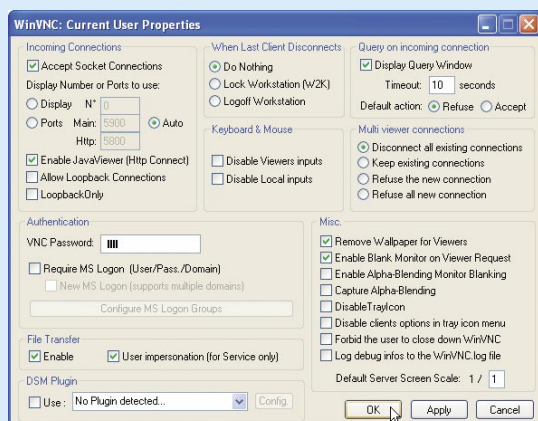 WinVNC: Current User Properties
Incoming Connections
Accept Socket Connections
Display Number or Ports to use:
Display N° 0
Ports Main: 5900 Auto
Http: 5800
Enable JavaViewer (Http Connect)
Allow Loopback Connections
LoopbackOnly
When Last Client Disconnects
Do Nothing
Lock Workstation (W2K)
Logoff Workstation
Keyboard & Mouse
Disable Viewers inputs
Disable Local inputs
Query on incoming connection
Display Query Window
Timeout: 10 seconds
Default action: Refuse Accept
Multi viewer connections
Disconnect all existing connections
Keep existing connections
Refuse the new connection
Refuse all new connection
Authentication
VNC Password:
Require MS Logon (User/Pass./Domain)
New MS Logon (supports multiple domains)
Configure MS Logon Groups
File Transfer
Enable User impersonation (for Service only)
DSM Plugin
Use : No Plugin detected... Config.
Misc.
Remove Wallpaper for Viewers
Enable Blank Monitor on Viewer Request
Enable Alpha-Blending Monitor Blanking
Capture Alpha-Blending
DisableTrayIcon
Disable clients options in tray icon menu
Forbid the user to close down WinVNC
Log debug infos to the WinVNC.log file
Default Server Screen Scale: 1 / 1
OK Apply Cancel